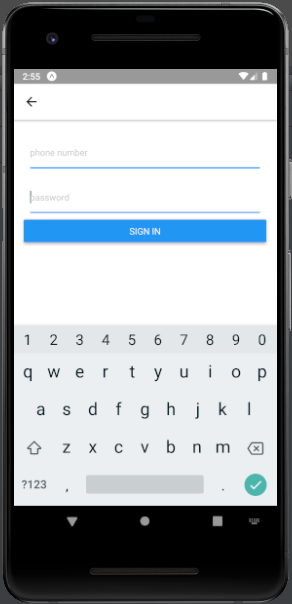 2:55
phone number
password
SIGN IN
1 2 3 4 5 6 7 8 9 0
q w e r t y u i o p
a s d f g h j k l
z x c v b n m
?123 , .